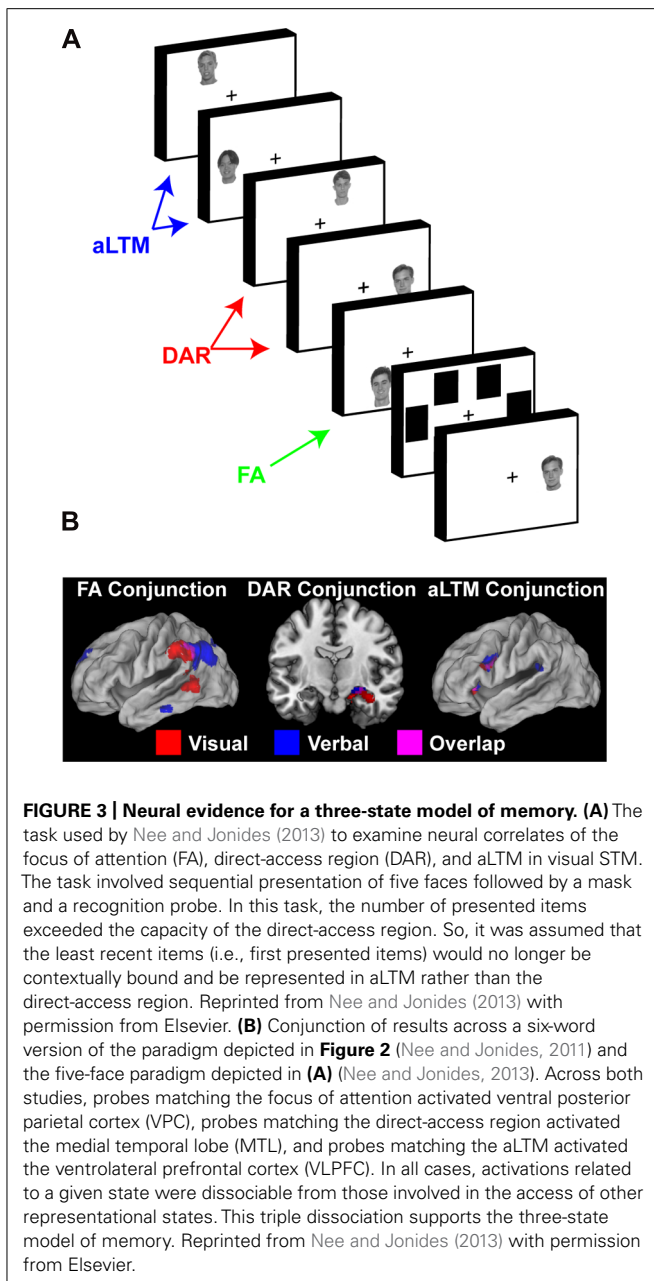 A
aLTM
DAR
FA
B
FA Conjunction DAR Conjunction aLTM Conjunction
Visual Verbal Overlap
FIGURE 3 | Neural evidence for a three-state model of memory. (A) The
task used by Nee and Jonides (2013) to examine neural correlates of the
focus of attention (FA), direct-access region (DAR), and aLTM in visual STM.
The task involved sequential presentation of five faces followed by a mask
and a recognition probe. In this task, the number of presented items
exceeded the capacity of the direct-access region. So, it was assumed that
the least recent items (i.e., first presented items) would no longer be
contextually bound and be represented in aLTM rather than the
direct-access region. Reprinted from Nee and Jonides (2013) with
permission from Elsevier. (B) Conjunction of results across a six-word
version of the paradigm depicted in Figure 2 (Nee and Jonides, 2011) and
the five-face paradigm depicted in (A) (Nee and Jonides, 2013). Across both
studies, probes matching the focus of attention activated ventral posterior
parietal cortex (VPC), probes matching the direct-access region activated
the medial temporal lobe (MTL), and probes matching the aLTM activated
the ventrolateral prefrontal cortex (VLPFC). In all cases, activations related
to a given state were dissociable from those involved in the access of other
representational states. This triple dissociation supports the three-state
model of memory. Reprinted from Nee and Jonides (2013) with permission
from Elsevier.